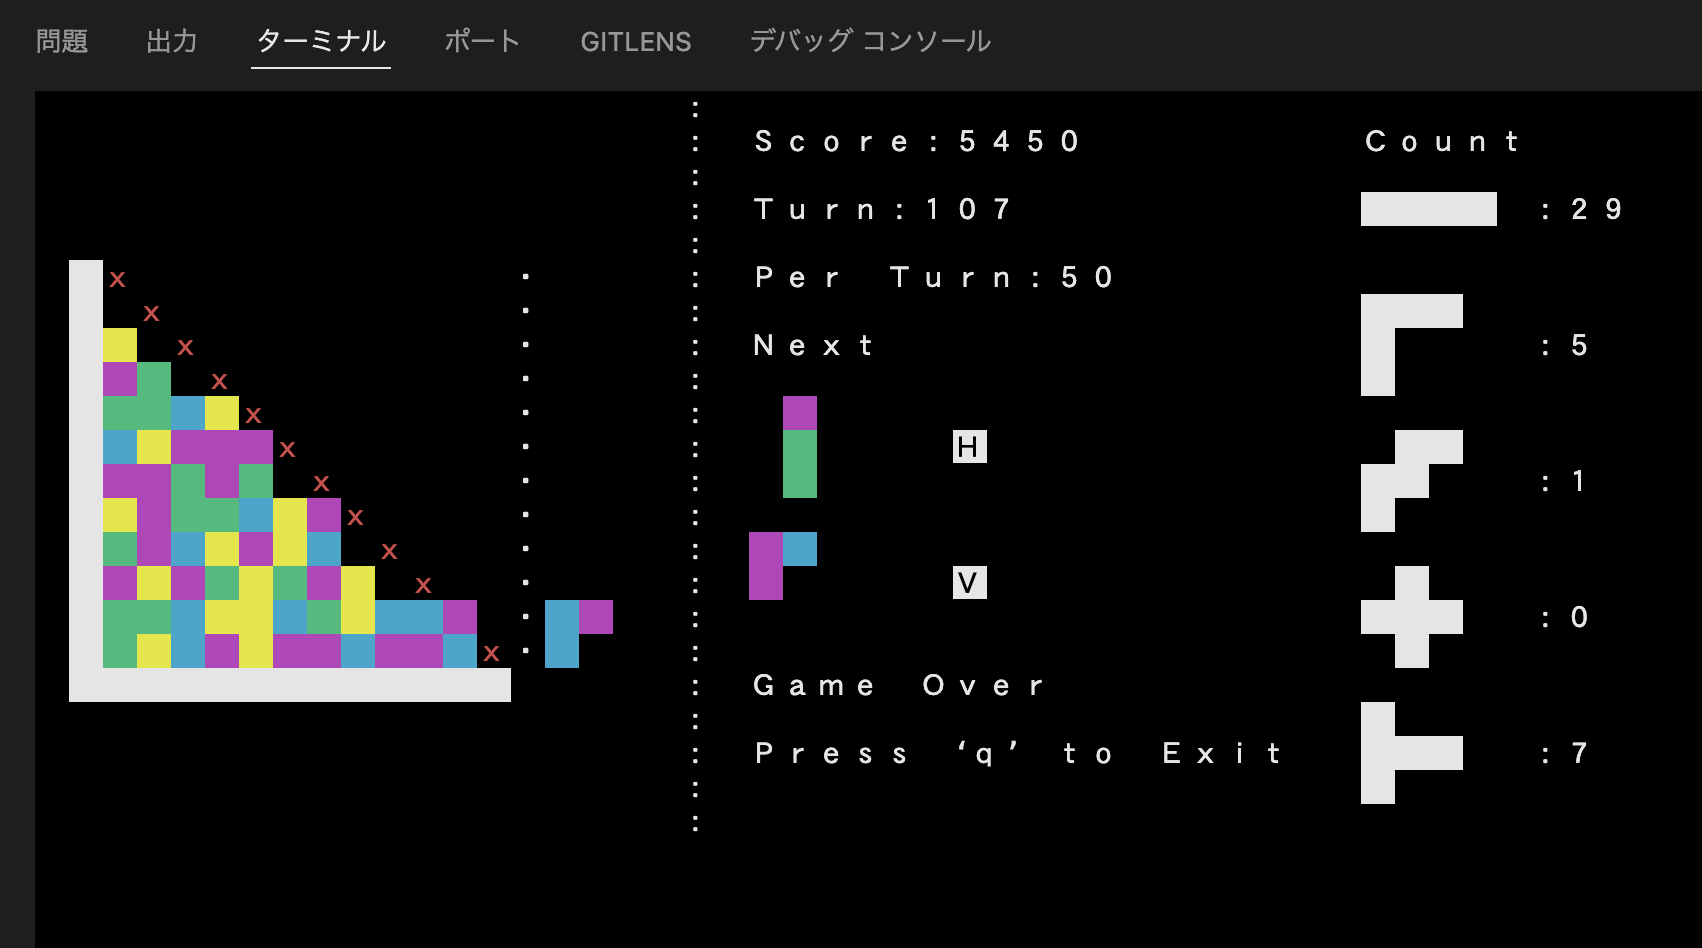 問題 出力 ターミナル ポート GITLENS デバッグ コンソール
Score:5450
Count
Turn:107
:29
Per Turn:50
x
x
Next
:5
x
x
x
H
x
x
:1
x
x
V
x
:0
x
Game Over
Press ‘q’ to Exit
:7